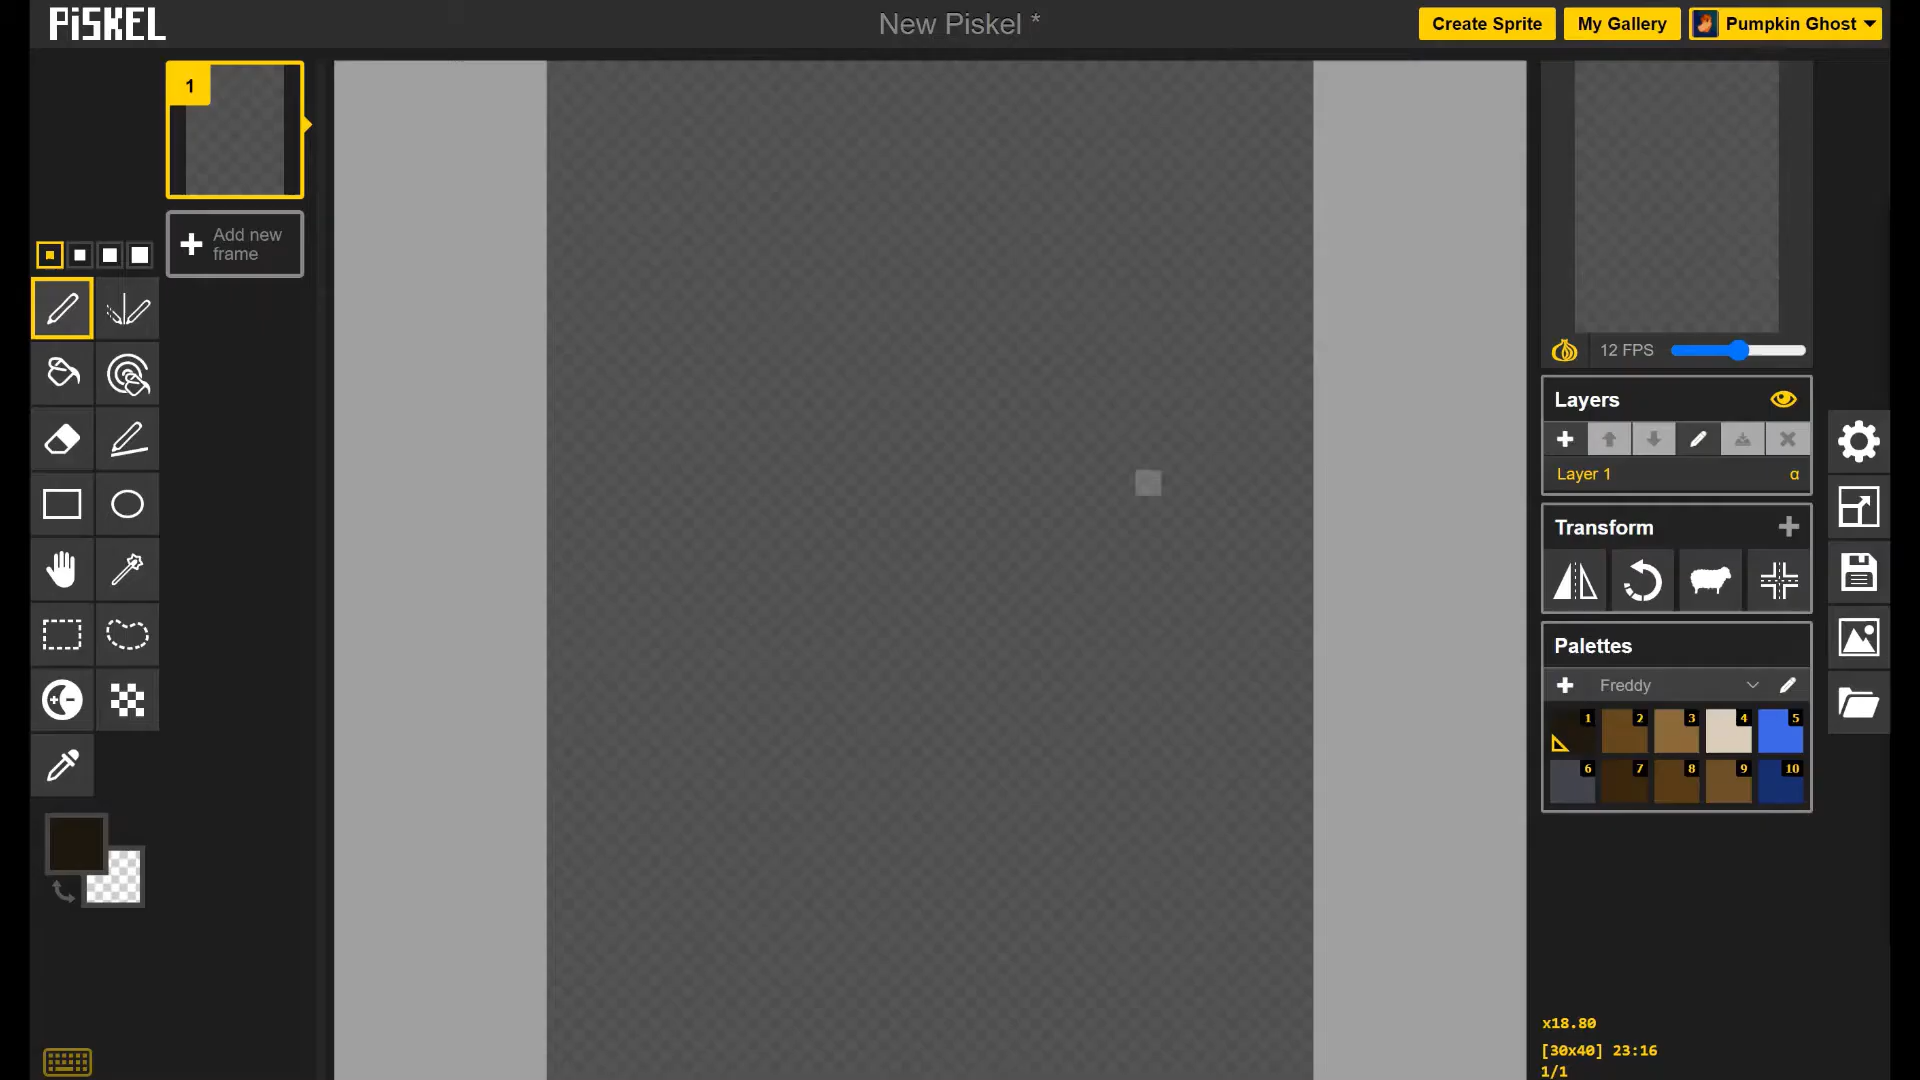 PiSKEL
New Piskel *
Create Sprite
My Gallery
Pumpkin Ghost
1
Add new
frame
12 FPS
Layers
Layer 1
α
Transform
Palettes
Freddy
1 2 3 4 5
6 7 8 9 10
x18.80
[30x40] 23:16
1/1